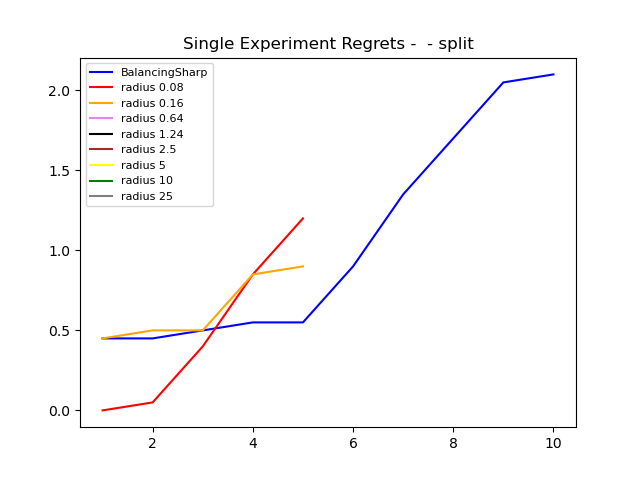 Single Experiment Regrets -  - split
BalancingSharp
radius 0.08
radius 0.16
radius 0.64
radius 1.24
radius 2.5
radius 5
radius 10
radius 25
2.0
1.5
1.0
0.5
0.0
2 4 6 8 10